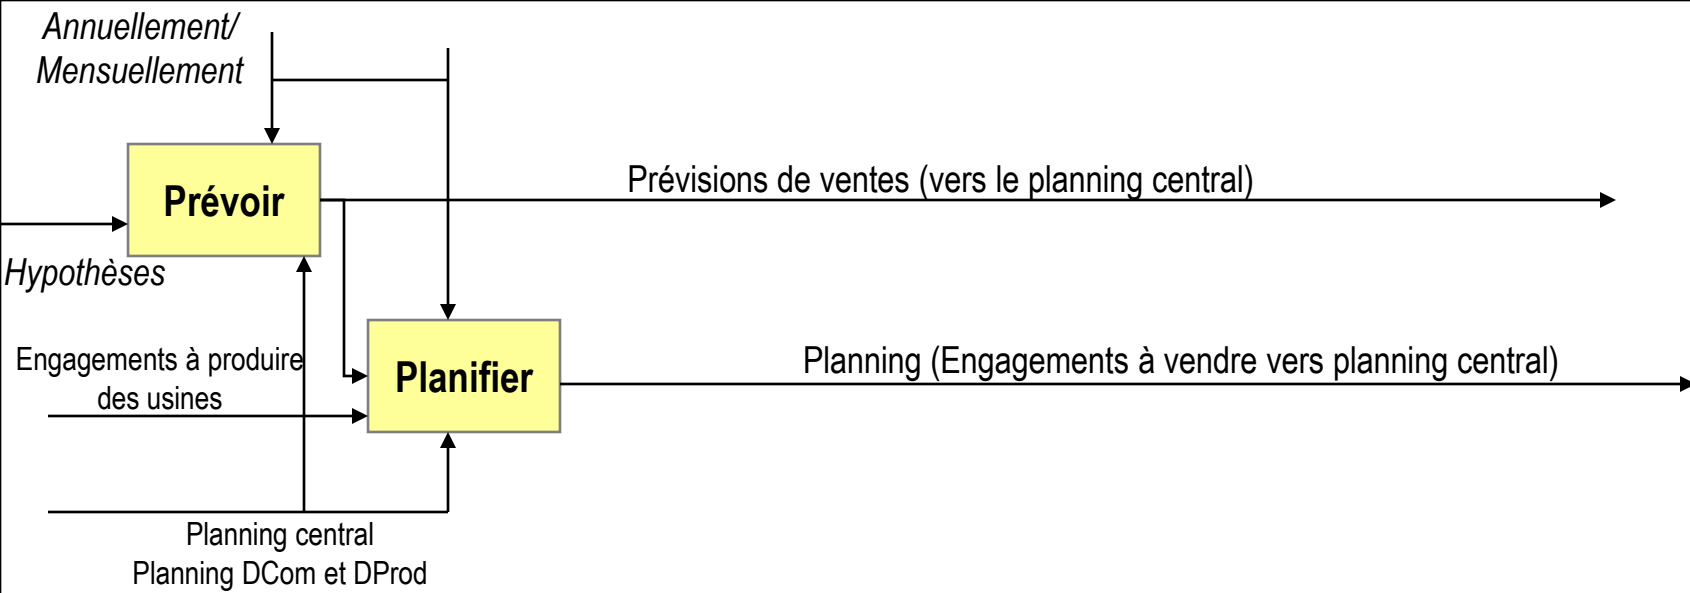 Annuellement/
Mensuellement
Prévoir
Prévisions de ventes (vers le planning central)
Hypothèses
Engagements à produire
des usines
Planifier
Planning (Engagements à vendre vers planning central)
Planning central
Planning DCom et DProd